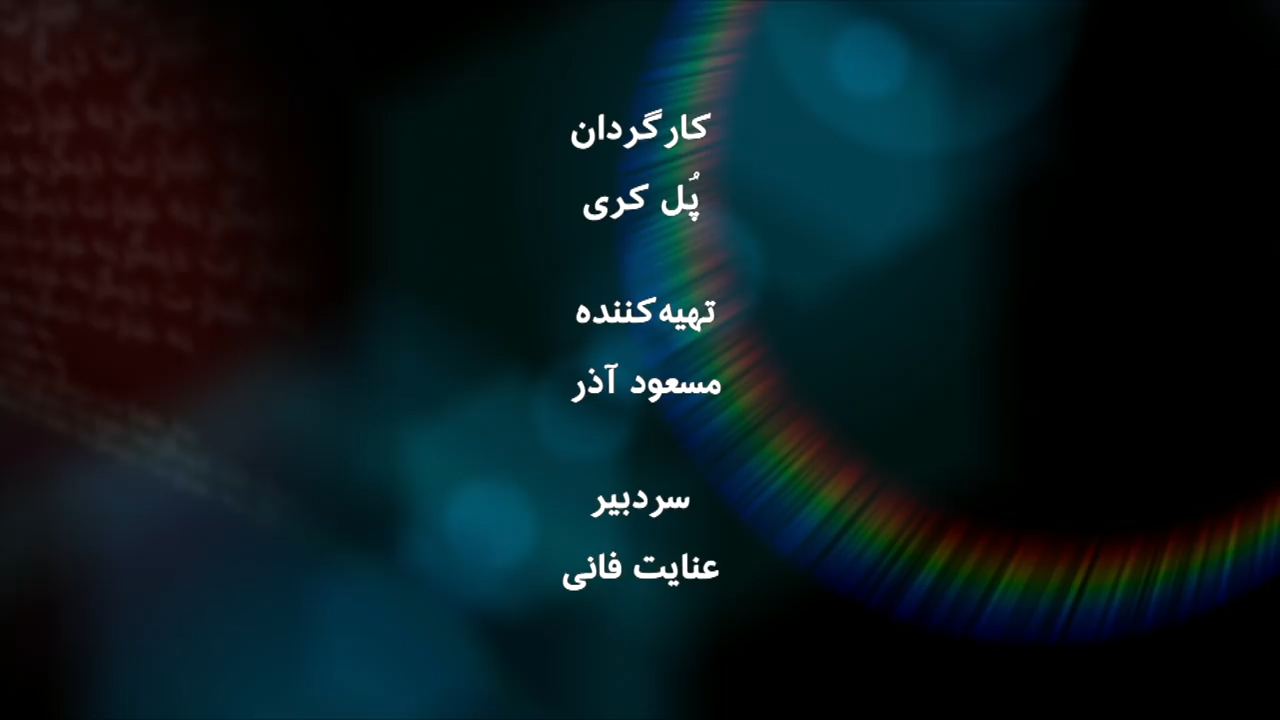 کارگردان
پُل کری
تهیه‌کننده
مسعود آذر
سردبیر
عنایت فانی